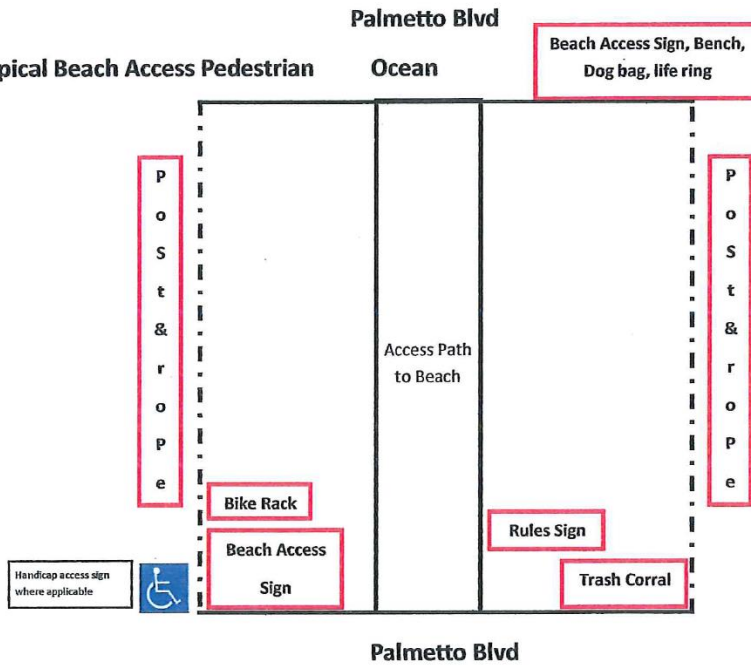 Palmetto Blvd
pical Beach Access Pedestrian Ocean
Beach Access Sign, Bench,
Dog bag, life ring
P
o
S
t
&
r
o
P
e
P
o
S
t
&
r
o
P
e
Access Path
to Beach
Bike Rack
Beach Access
Sign
Rules Sign
Trash Corral
Handicap access sign
where applicable
Palmetto Blvd